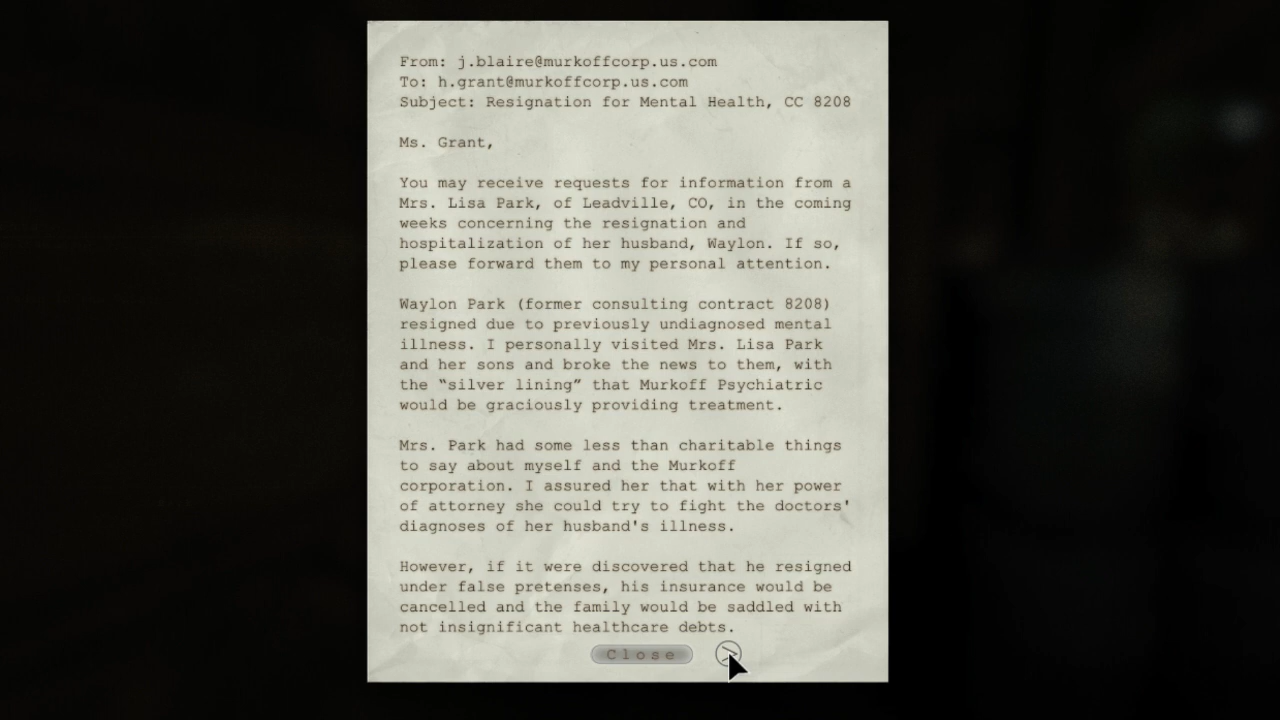 From: j.blaire@murkoffcorp.us.com
To: h.grant@murkoffcorp.us.com
Subject: Resignation for Mental Health, CC 8208
Ms. Grant,
You may receive requests for information from a
Mrs. Lisa Park, of Leadville, CO, in the coming
weeks concerning the resignation and
hospitalization of her husband, Waylon. If so,
please forward them to my personal attention.
Waylon Park (former consulting contract 8208)
resigned due to previously undiagnosed mental
illness. I personally visited Mrs. Lisa Park
and her sons and broke the news to them, with
the “silver lining” that Murkoff Psychiatric
would be graciously providing treatment.
Mrs. Park had some less than charitable things
to say about myself and the Murkoff
corporation. I assured her that with her power
of attorney she could try to fight the doctors'
diagnoses of her husband's illness.
However, if it were discovered that he resigned
under false pretenses, his insurance would be
cancelled and the family would be saddled with
not insignificant healthcare debts.
Close >